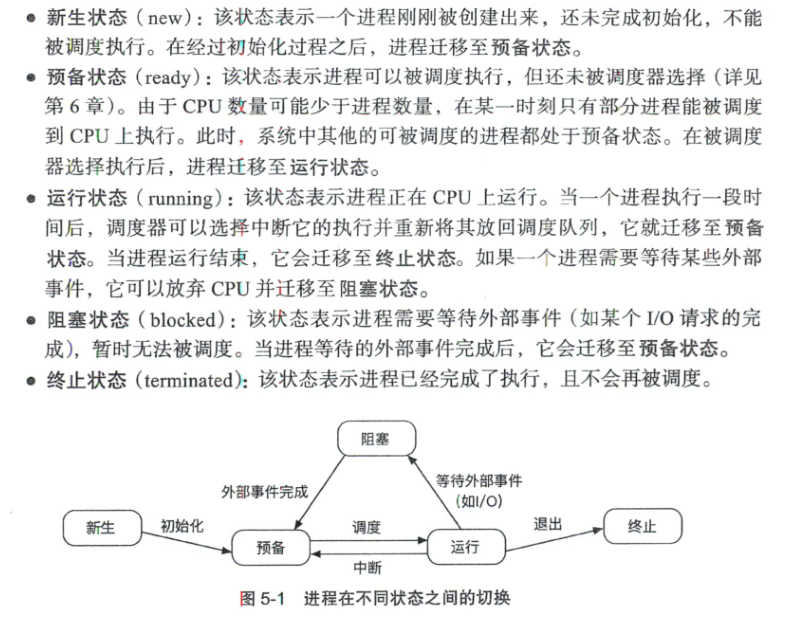 ● 新生状态（new）：该状态表示一个进程刚刚被创建出来，还未完成初始化，不能
被调度执行。在经过初始化过程之后，进程迁移至预备状态。
● 预备状态（ready）：该状态表示进程可以被调度执行，但还未被调度器选择（详见
第 6 章）。由于 CPU 数量可能少于进程数量，在某一时刻只有部分进程能被调度
到 CPU 上执行。此时，系统中其他的可被调度的进程都处于预备状态。在被调度
器选择执行后，进程迁移至运行状态。
● 运行状态（running）：该状态表示进程正在 CPU 上运行。当一个进程执行一段时
间后，调度器可以选择中断它的执行并重新将其放回调度队列，它就迁移至预备
状态。当进程运行结束，它会迁移至终止状态。如果一个进程需要等待某些外部
事件，它可以放弃 CPU 并迁移至阻塞状态。
● 阻塞状态（blocked）：该状态表示进程需要等待外部事件（如某个 I/O 请求的完
成），暂时无法被调度。当进程等待的外部事件完成后，它会迁移至预备状态。
● 终止状态（terminated）：该状态表示进程已经完成了执行，且不会再被调度。
阻塞
外部事件完成
等待外部事件
（如I/O）
新生
初始化
预备
调度
中断
运行
退出
终止
图 5-1 进程在不同状态之间的切换